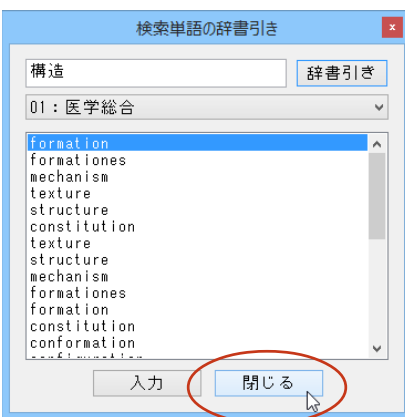 検索単語の辞書引き
x
構造
辞書引き
01：医学総合
formation
formationes
mechanism
texture
structure
constitution
texture
structure
mechanism
formationes
formation
constitution
conformation
入力
閉じる